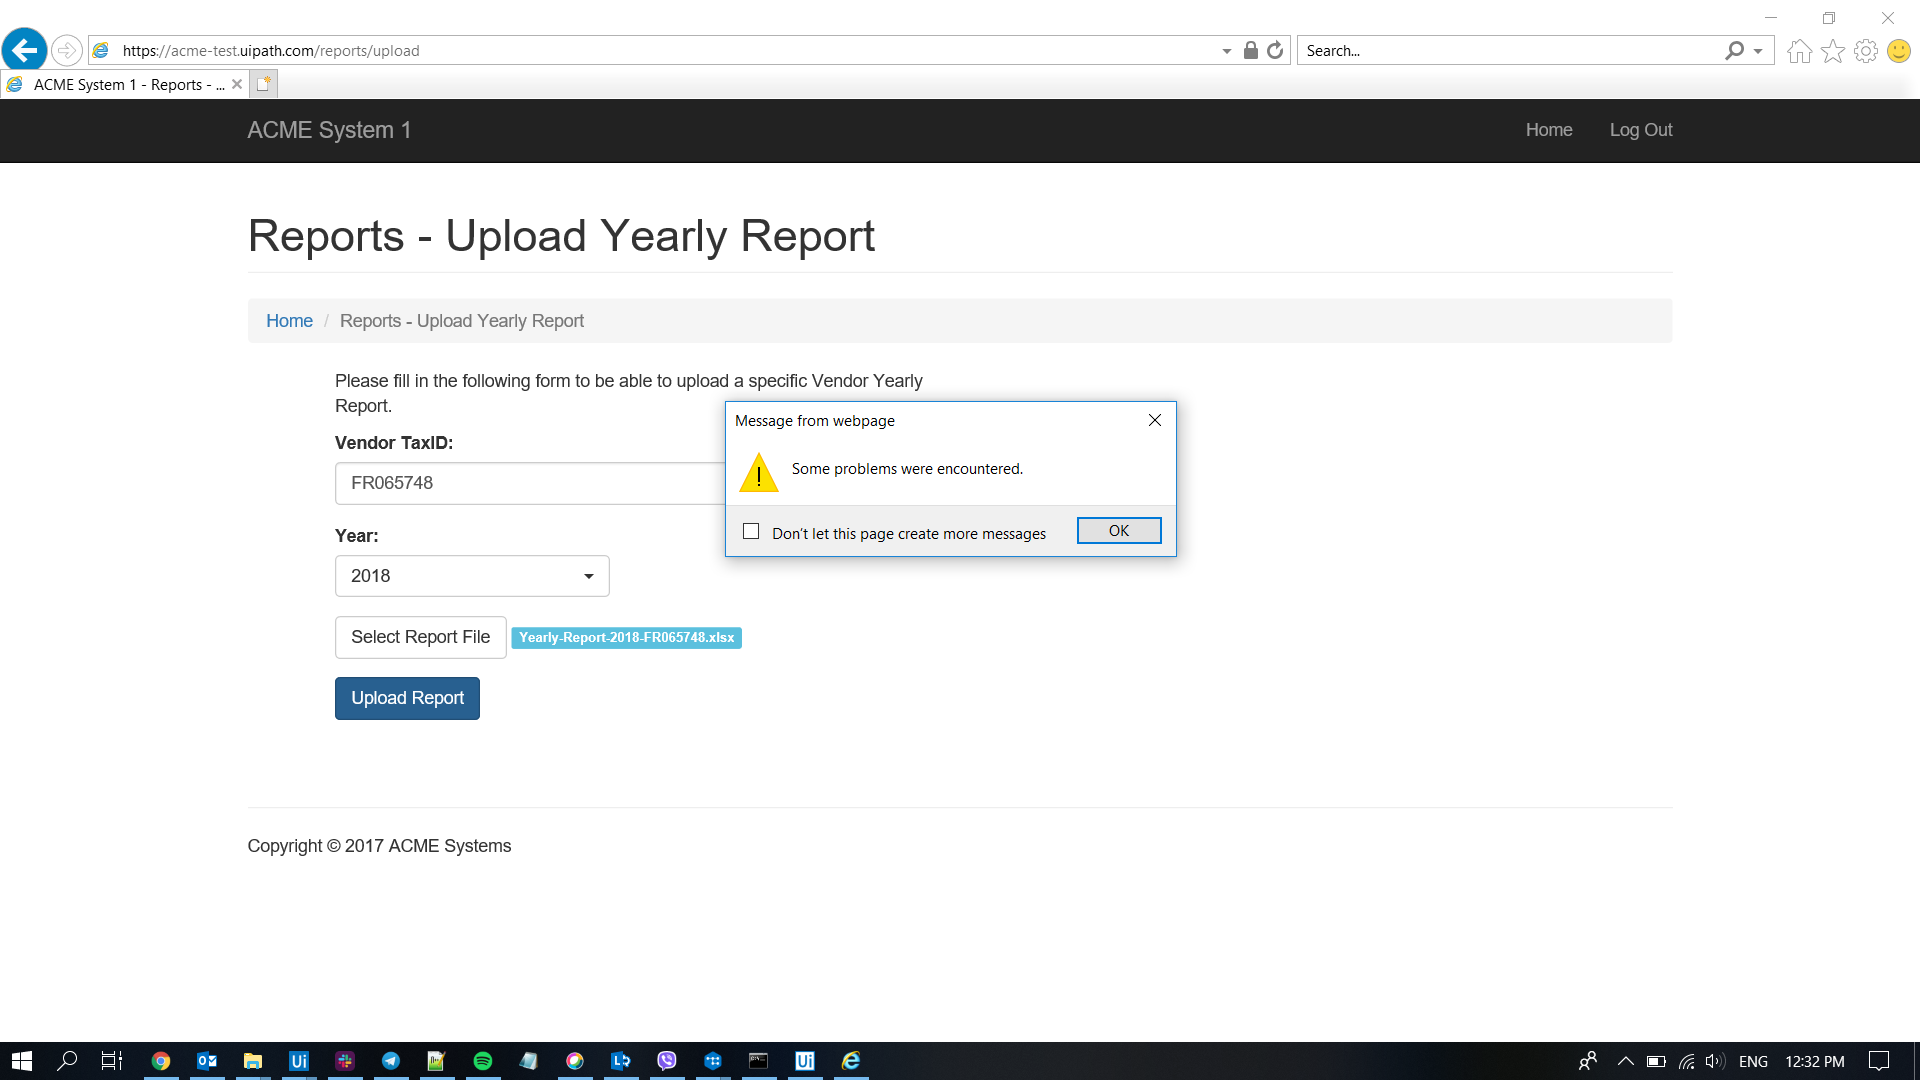 https://acme-test.uipath.com/reports/upload
Search...
ACME System 1 - Reports - ...
ACME System 1
Home
Log Out
Reports - Upload Yearly Report
Home / Reports - Upload Yearly Report
Please fill in the following form to be able to upload a specific Vendor Yearly
Report.
Message from webpage
Vendor TaxID:
Some problems were encountered.
FR065748
Don't let this page create more messages
OK
Year:
2018
Select Report File
Yearly-Report-2018-FR065748.xlsx
Upload Report
Copyright © 2017 ACME Systems
ENG
12:32 PM